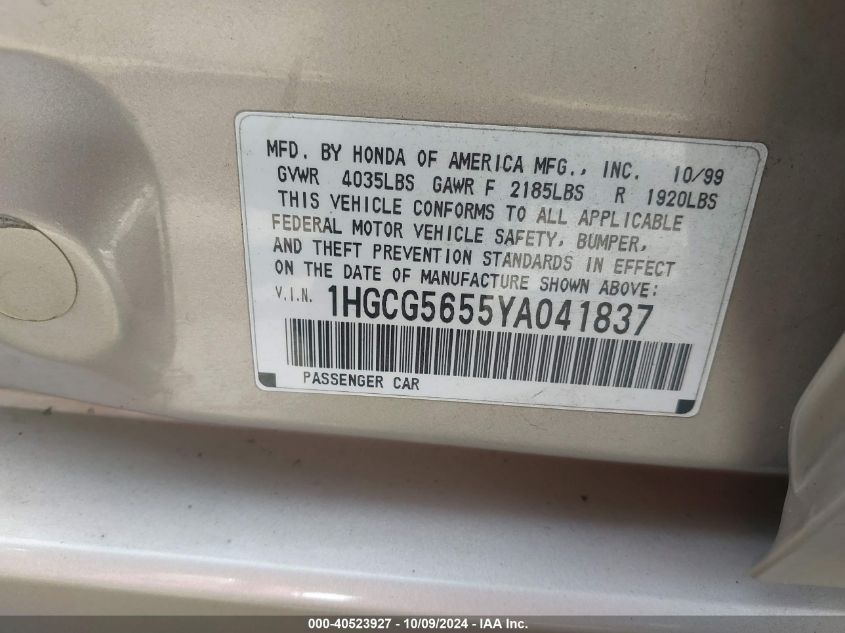 MFD. BY HONDA OF AMERICA MFG., INC. 10/99
GVWR 4035LBS GAWR F 2185LBS R 1920LBS
THIS VEHICLE CONFORMS TO ALL APPLICABLE
FEDERAL MOTOR VEHICLE SAFETY, BUMPER,
AND THEFT PREVENTION STANDARDS IN EFFECT
ON THE DATE OF MANUFACTURE SHOWN ABOVE:
V.I.N. 1HGCG5655YA041837
PASSENGER CAR
000-40523927 - 10/09/2024 - IAA Inc.